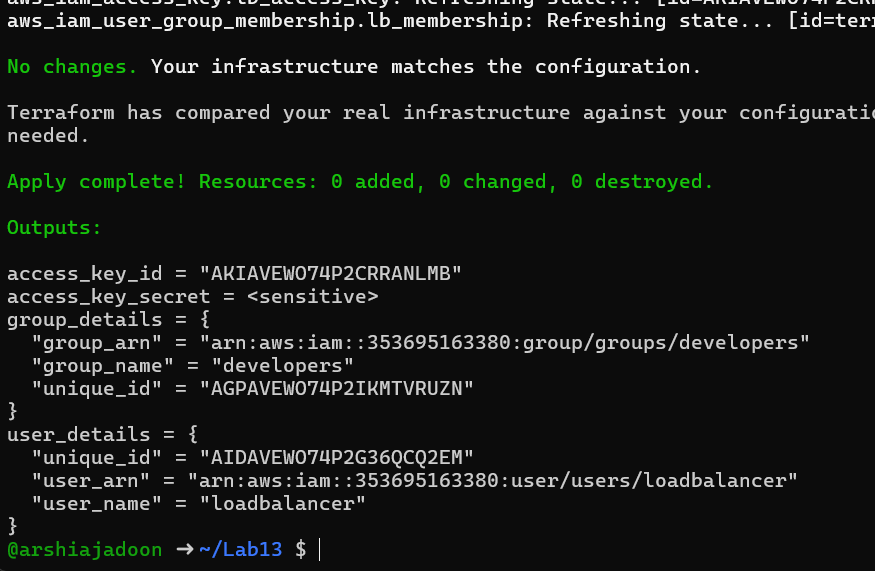 aws_iam_access_key.lb_access_key: Refreshing state... [id=AKIAVEWO74P2CRR
aws_iam_user_group_membership.lb_membership: Refreshing state... [id=terr
No changes. Your infrastructure matches the configuration.
Terraform has compared your real infrastructure against your configuratio
needed.
Apply complete! Resources: 0 added, 0 changed, 0 destroyed.
Outputs:
access_key_id = "AKIAVEWO74P2CRRANLMB"
access_key_secret = <sensitive>
group_details = {
  "group_arn" = "arn:aws:iam::353695163380:group/groups/developers"
  "group_name" = "developers"
  "unique_id" = "AGPAVEWO74P2IKMTVRUZN"
}
user_details = {
  "unique_id" = "AIDAVEWO74P2G36QCQ2EM"
  "user_arn" = "arn:aws:iam::353695163380:user/users/loadbalancer"
  "user_name" = "loadbalancer"
}
@arshiajadoon ➜ ~/Lab13 $